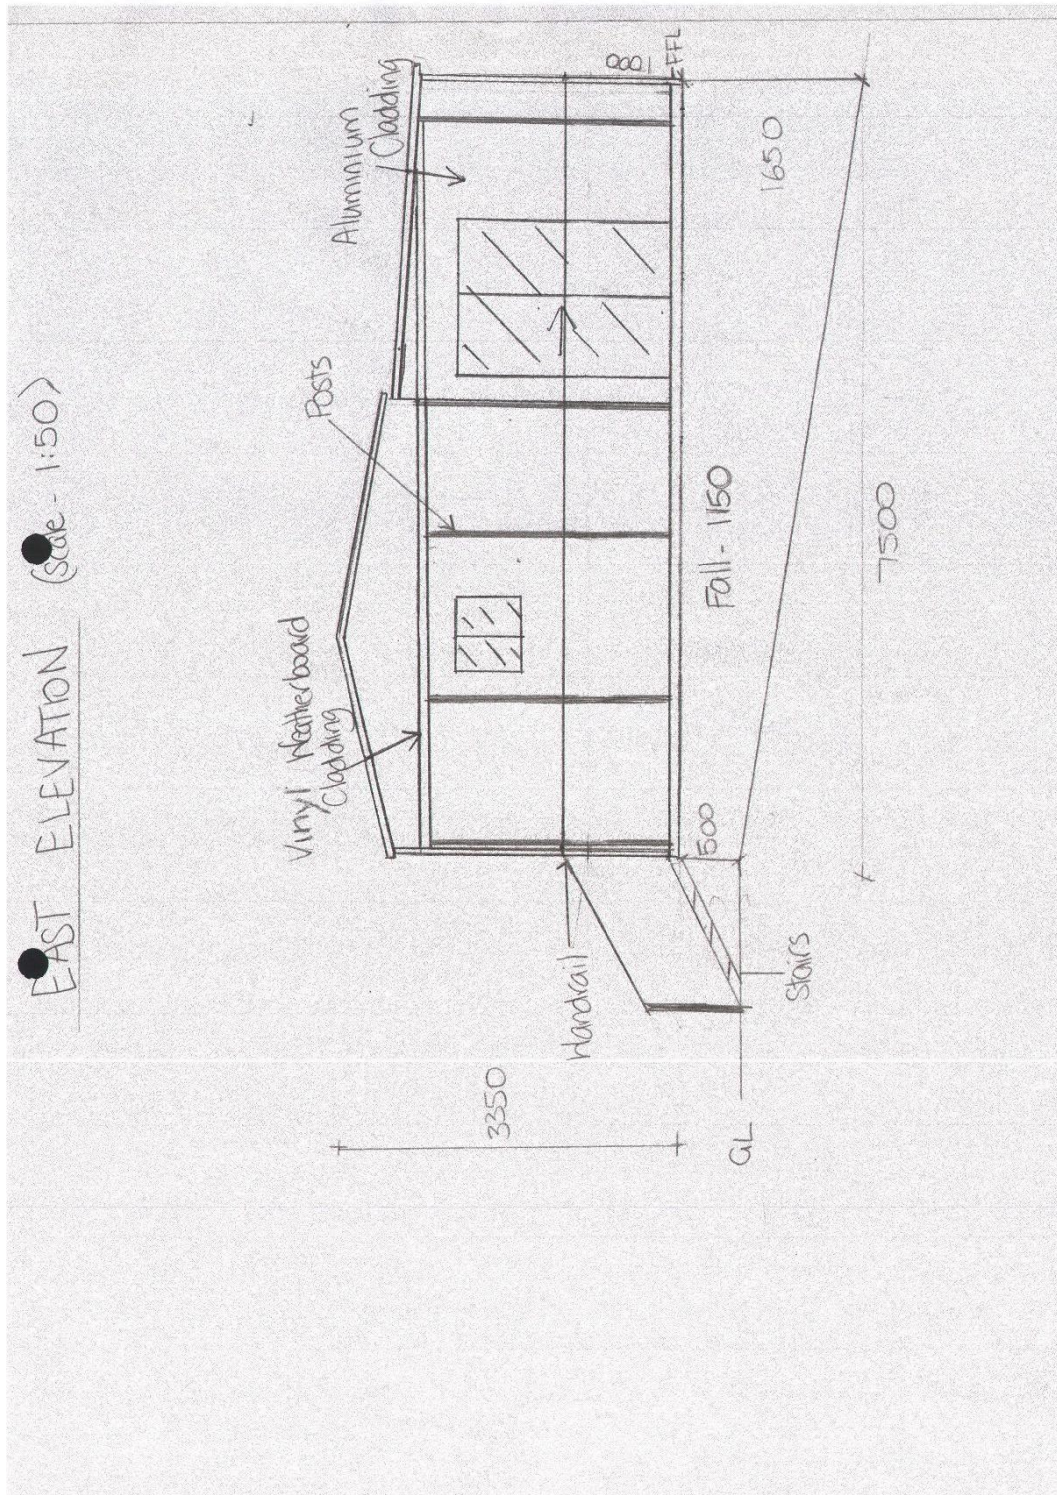 EAST ELEVATION (scale - 1:50)
Vinyl Weatherboard
Cladding
Posts
Aluminium
Cladding
3350
Handrail
1000
FFL
500
Fall - 1150
1650
GL
Stairs
7500